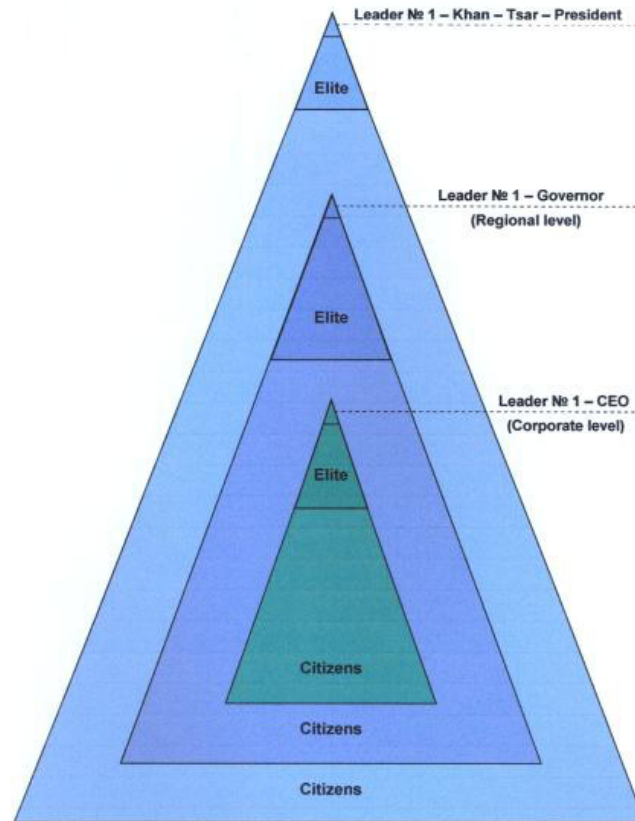 Leader № 1 – Khan – Tsar – President
Elite
Leader № 1 – Governor
(Regional level)
Elite
Leader № 1 – CEO
(Corporate level)
Elite
Citizens
Citizens
Citizens